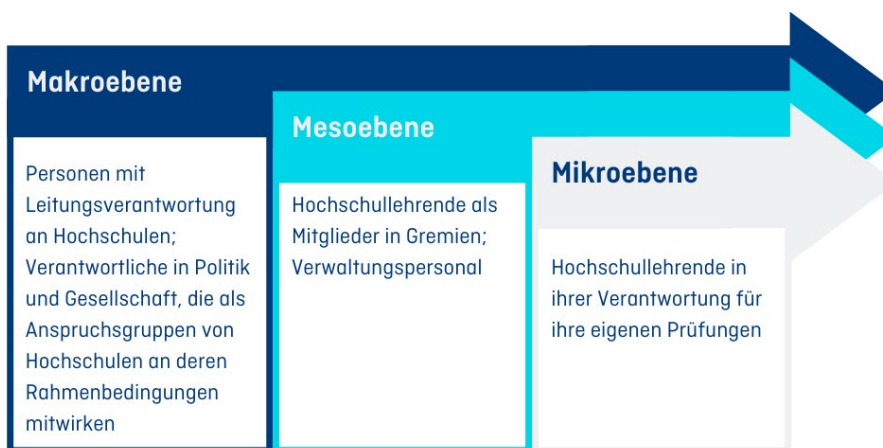 Makroebene
Personen mit
Leitungsverantwortung
an Hochschulen;
Verantwortliche in Politik
und Gesellschaft, die als
Anspruchsgruppen von
Hochschulen an deren
Rahmenbedingungen
mitwirken
Mesoebene
Hochschullehrende als
Mitglieder in Gremien;
Verwaltungspersonal
Mikroebene
Hochschullehrende in
ihrer Verantwortung für
ihre eigenen Prüfungen